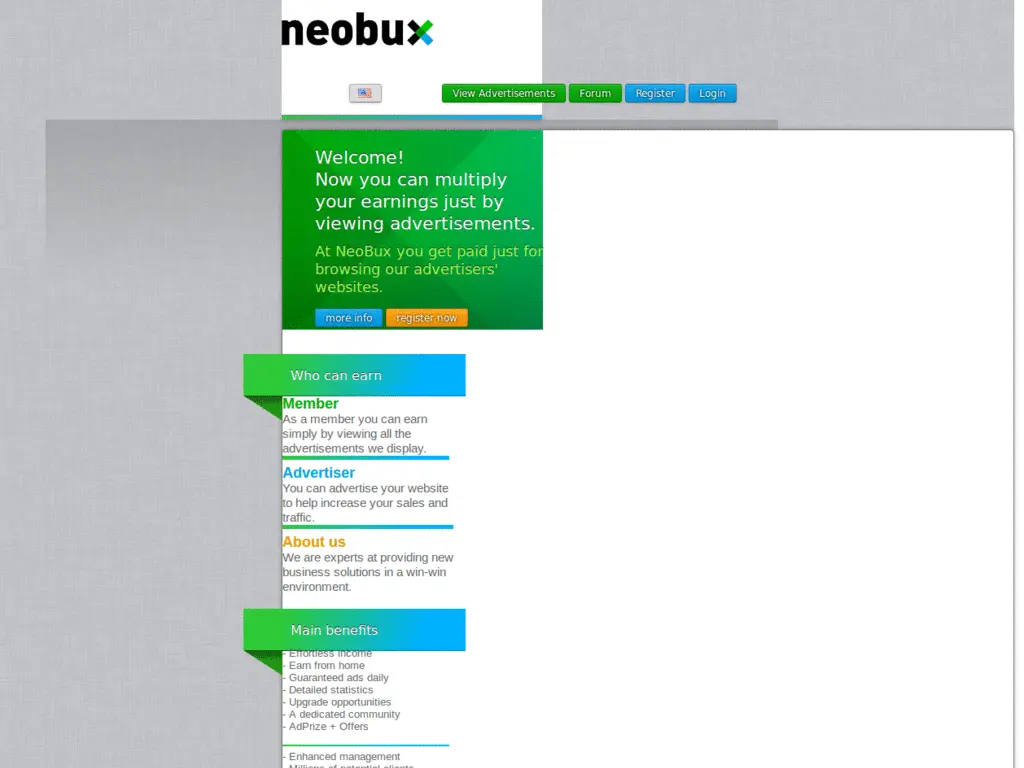 neobux
View Advertisements Forum Register Login
Welcome!
Now you can multiply
your earnings just by
viewing advertisements.
At NeoBux you get paid just for
browsing our advertisers'
websites.
more info register now
Who can earn
Member
As a member you can earn
simply by viewing all the
advertisements we display.
Advertiser
You can advertise your website
to help increase your sales and
traffic.
About us
We are experts at providing new
business solutions in a win-win
environment.
Main benefits
- Effortless income
- Earn from home
- Guaranteed ads daily
- Detailed statistics
- Upgrade opportunities
- A dedicated community
- AdPrize + Offers
- Enhanced management
- Millions of potential clients